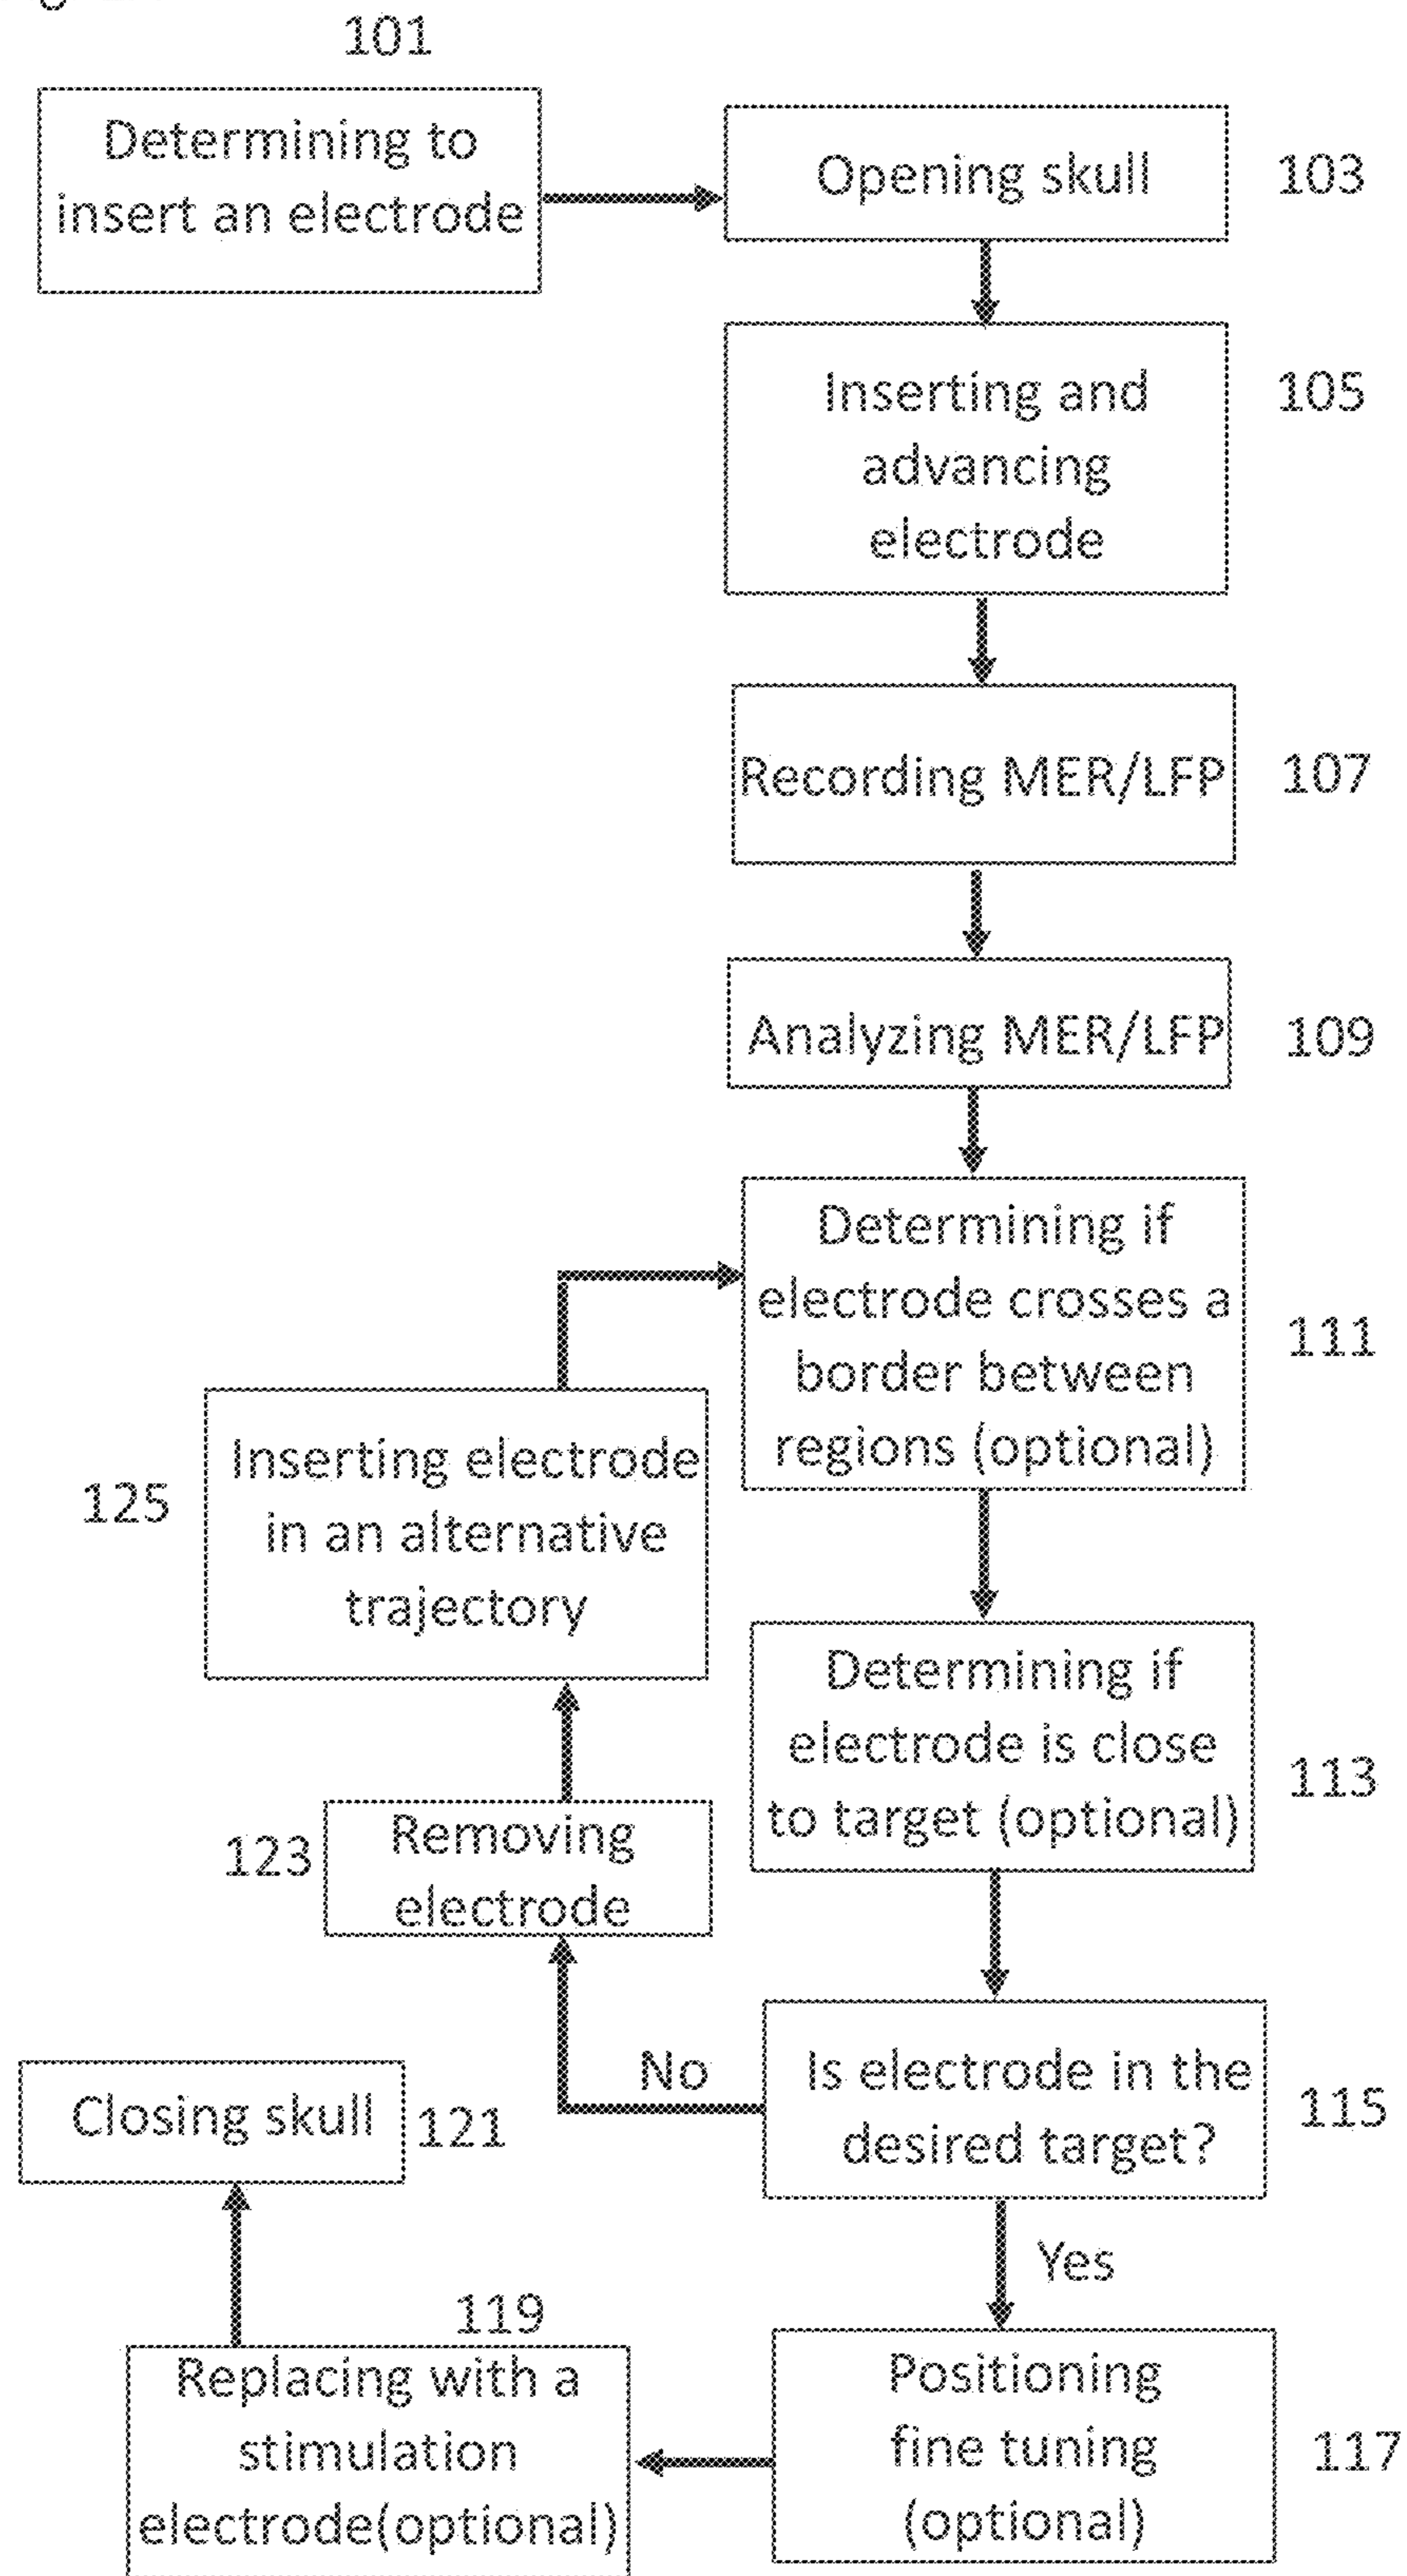 101
Determining to
insert an electrode
Opening skull
103
Inserting and
advancing
electrode
105
Recording MER/LFP
107
Analyzing MER/LFP
109
Determining if
electrode crosses a
border between
regions (optional)
111
Inserting electrode
in an alternative
trajectory
125
Determining if
electrode is close
to target (optional)
113
Removing
electrode
123
Is electrode in the
desired target?
115
No
Closing skull
121
Yes
119
Replacing with a
stimulation
electrode(optional)
Positioning
fine tuning
(optional)
117